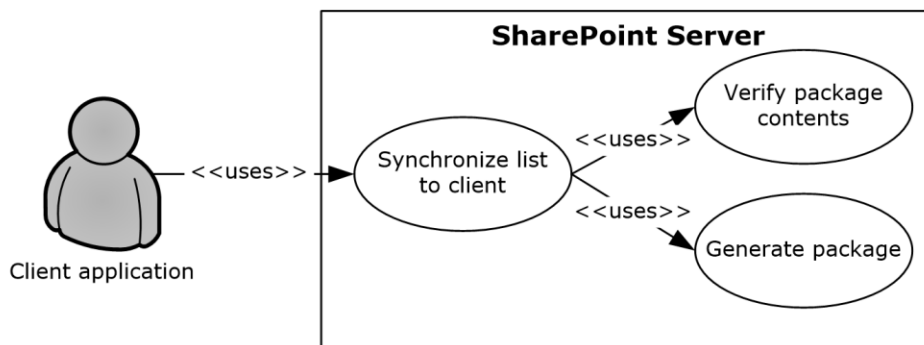 SharePoint Server
Verify package
contents
<<uses>>
<<uses>>
Synchronize list
to client
<<uses>>
Generate package
Client application